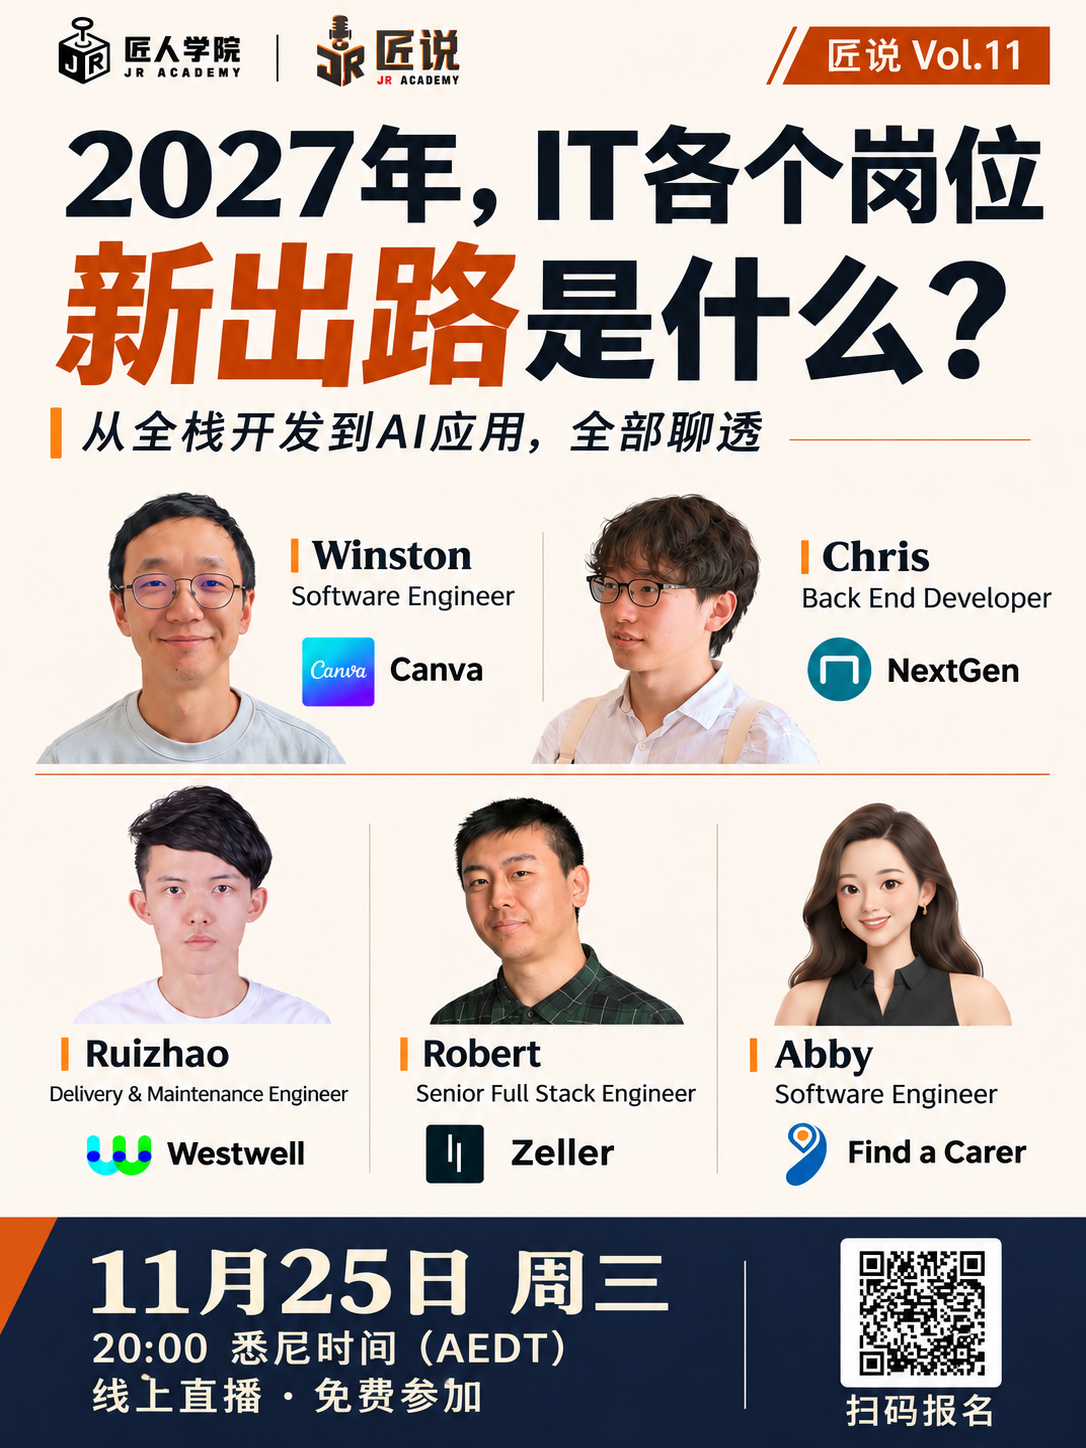 匠人学院
JR ACADEMY
JR
匠说
JR ACADEMY
匠说 Vol.11
2027年，IT各个岗位
新出路是什么？
从全栈开发到AI应用，全部聊透
Winston
Software Engineer
Canva
Canva
Chris
Back End Developer
NextGen
Ruizhao
Delivery & Maintenance Engineer
Westwell
Robert
Senior Full Stack Engineer
Zeller
Abby
Software Engineer
Find a Carer
11月25日 周三
20:00 悉尼时间（AEDT）
线上直播 · 免费参加
扫码报名